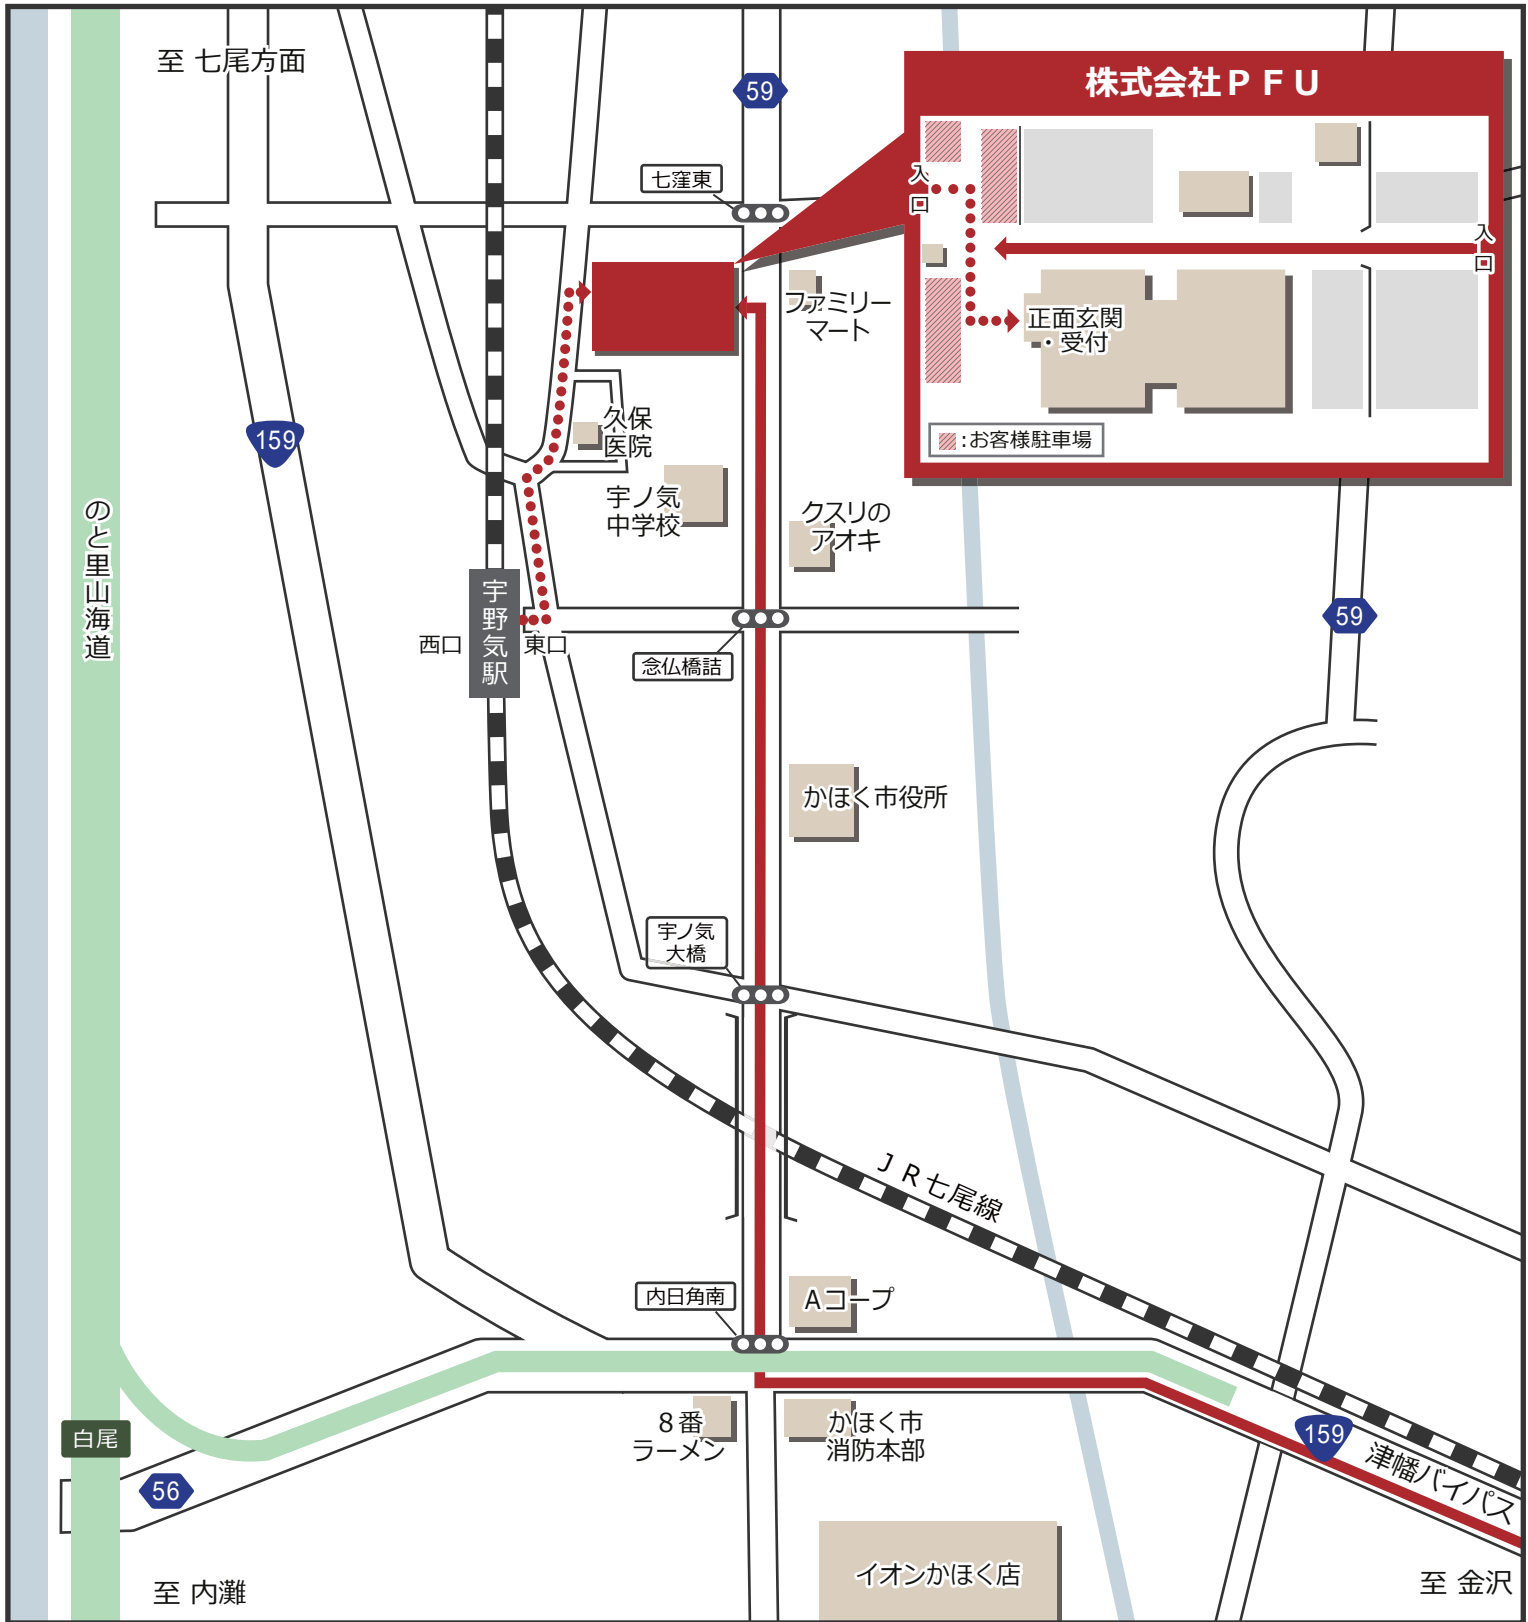 至 七尾方面
59
株式会社PFU
七窪東
入口
入口
正面玄関
・受付
:お客様駐車場
ファミリー
マート
159
久保
医院
宇ノ気
中学校
クスリの
アオキ
のと里山海道
宇野気駅
西口
東口
念仏橋詰
59
かほく市役所
宇ノ気
大橋
JR七尾線
内日角南
Aコープ
8番
ラーメン
かほく市
消防本部
白尾
56
159
津幡バイパス
イオンかほく店
至 内灘
至 金沢